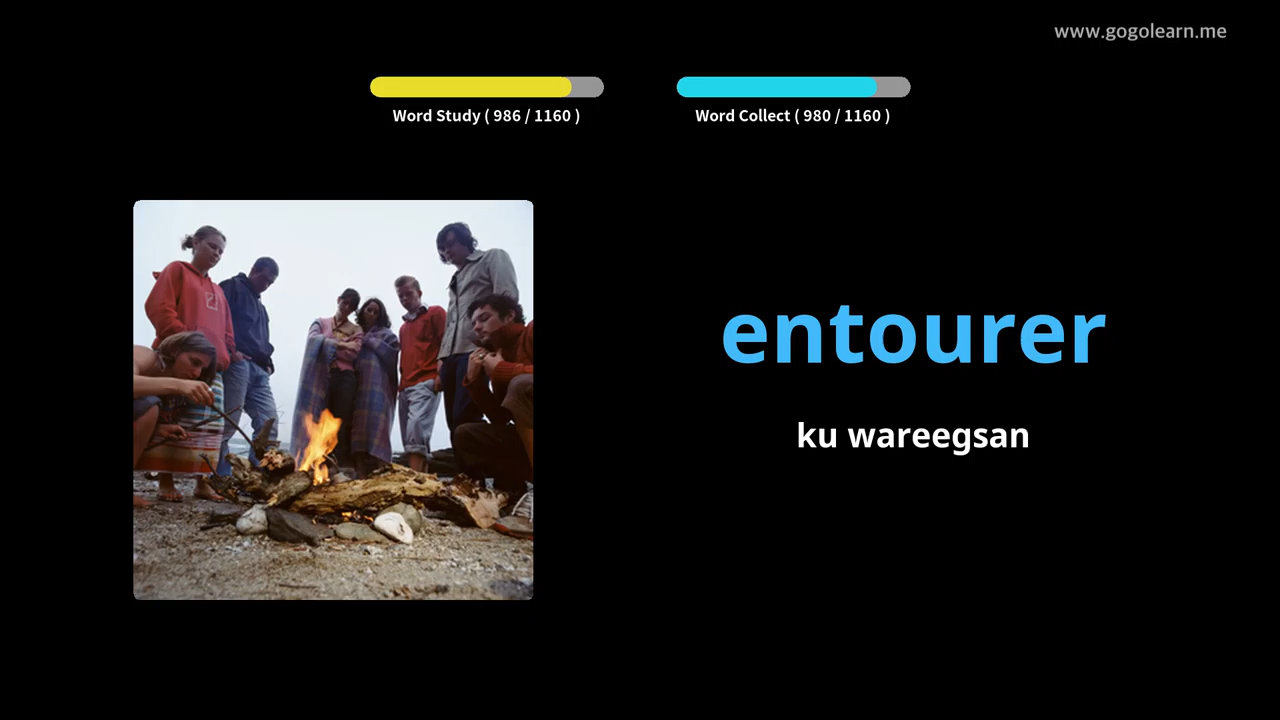 www.gogolearn.me
Word Study ( 986 / 1160 )
Word Collect ( 980 / 1160 )
entourer
ku wareegsan